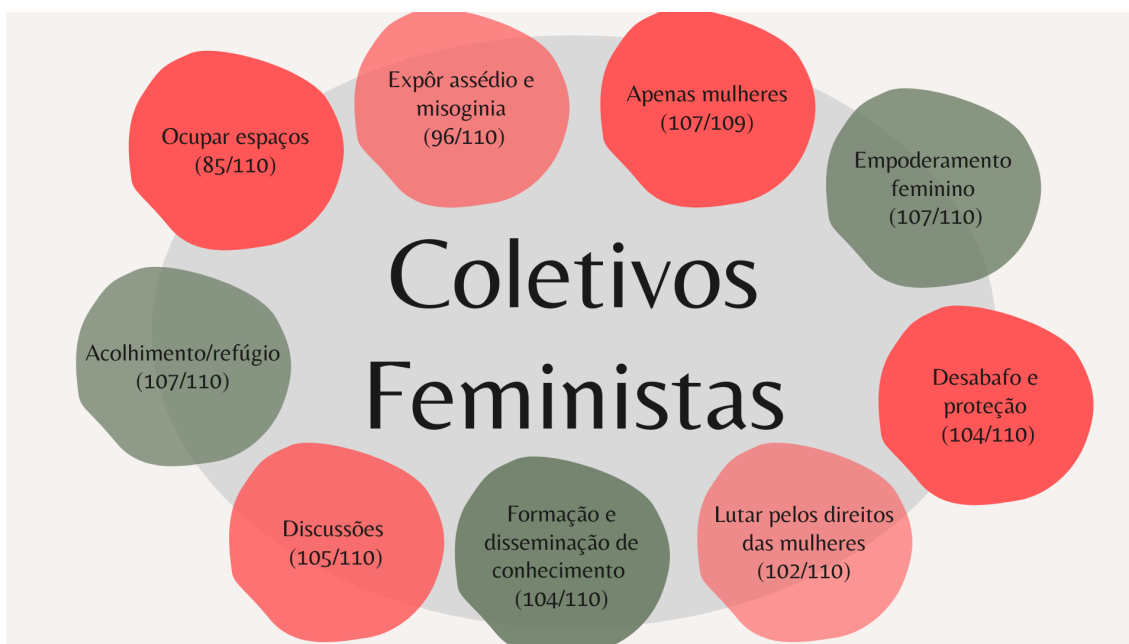 Expôr assédio e
misoginia
(96/110)
Apenas mulheres
(107/109)
Ocupar espaços
(85/110)
Empoderamento
feminino
(107/110)
Coletivos
Feministas
Acolhimento/refúgio
(107/110)
Desabafo e
proteção
(104/110)
Discussões
(105/110)
Formação e
disseminação de
conhecimento
(104/110)
Lutar pelos direitos
das mulheres
(102/110)